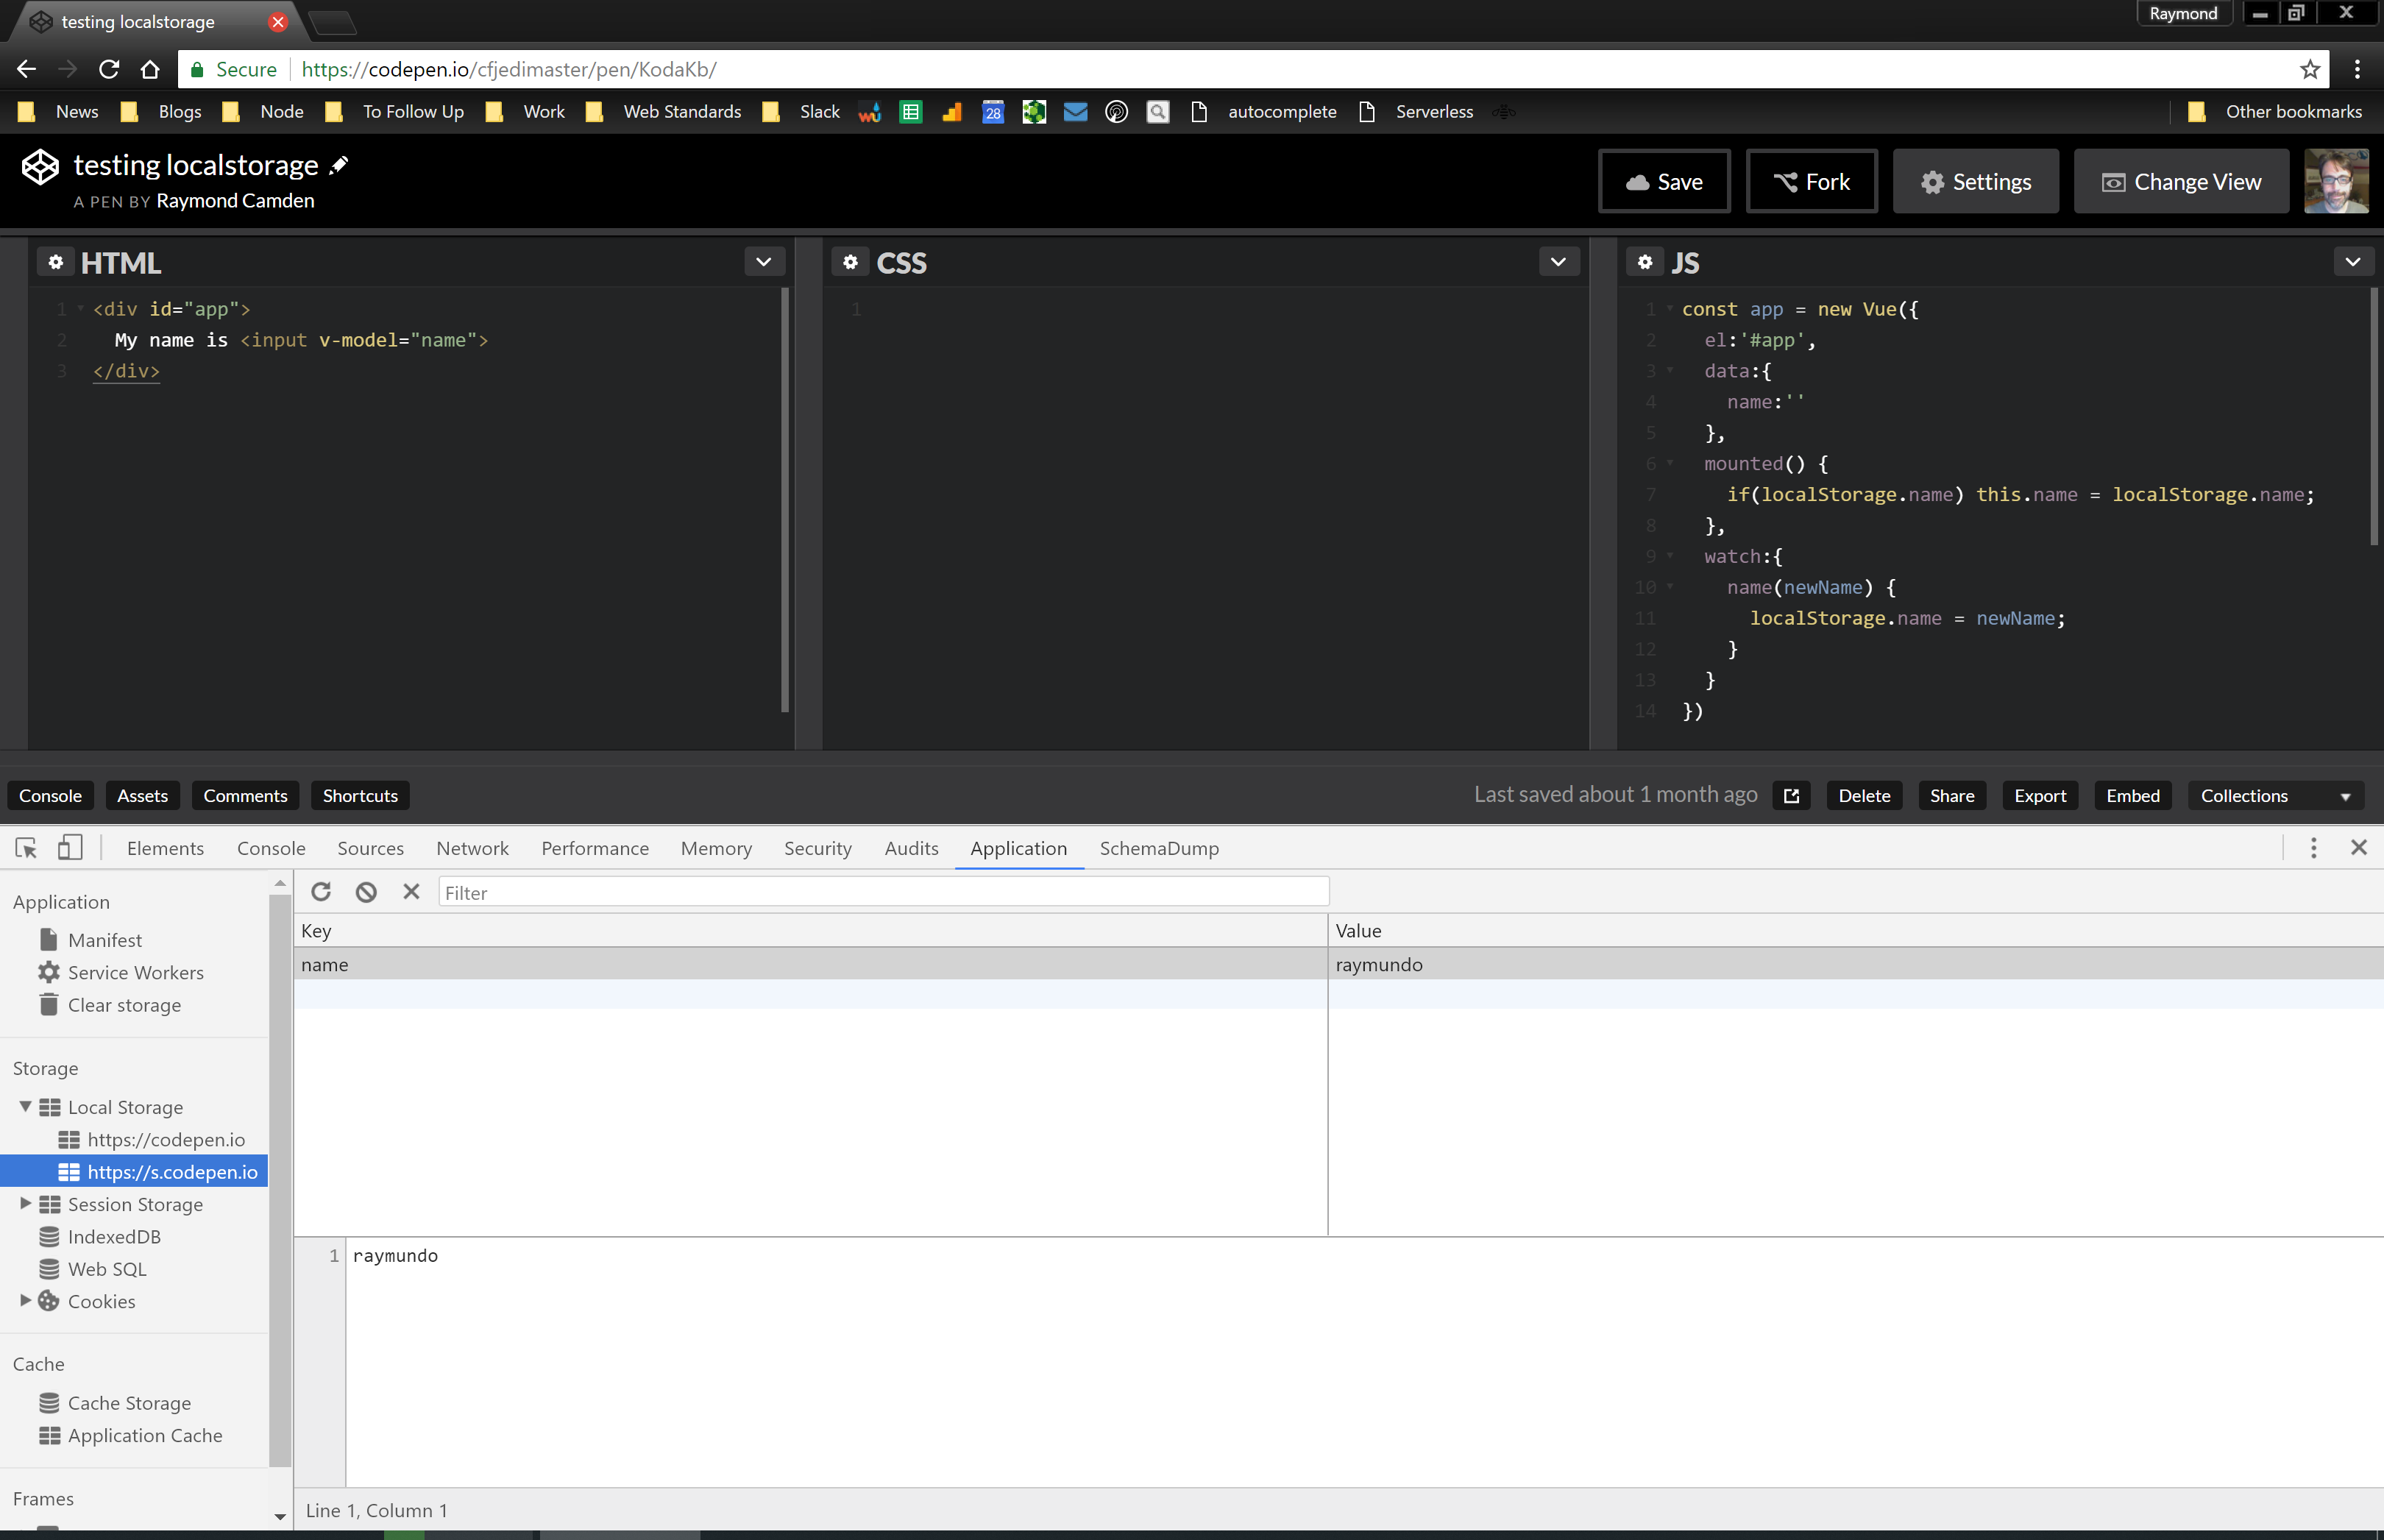 testing localstorage
Raymond
Secure https://codepen.io/cfjedimaster/pen/KodaKb/
News Blogs Node To Follow Up Work Web Standards Slack 28 autocomplete Serverless Other bookmarks
testing localstorage
A PEN BY Raymond Camden
Save Fork Settings Change View
HTML
1 <div id="app">
2 My name is <input v-model="name">
3 </div>
CSS
1
JS
1 const app = new Vue({
2 el:'#app',
3 data:{
4 name:''
5 },
6 mounted() {
7 if(localStorage.name) this.name = localStorage.name;
8 },
9 watch:{
10 name(newName) {
11 localStorage.name = newName;
12 }
13 }
14 })
Console Assets Comments Shortcuts Last saved about 1 month ago Delete Share Export Embed Collections
Elements Console Sources Network Performance Memory Security Audits Application SchemaDump
Application
Manifest
Service Workers
Clear storage
Storage
Local Storage
https://codepen.io
https://s.codepen.io
Session Storage
IndexedDB
Web SQL
Cookies
Cache
Cache Storage
Application Cache
Frames
Filter
Key Value
name raymundo
1 raymundo
Line 1, Column 1